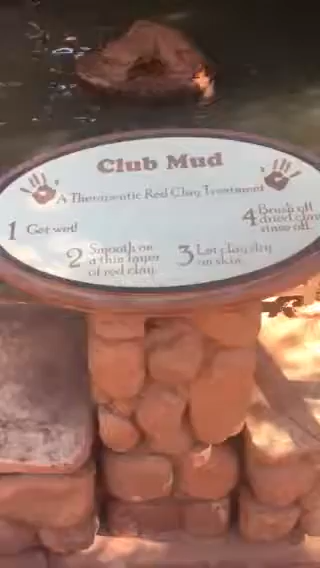 Club Mud
A Therapeutic Red Clay Treatment
1 Get wet!
2 Smooth on
a thin layer
of red clay
3 Let clay dry
on skin
4 Brush off
dried clay
rinse off